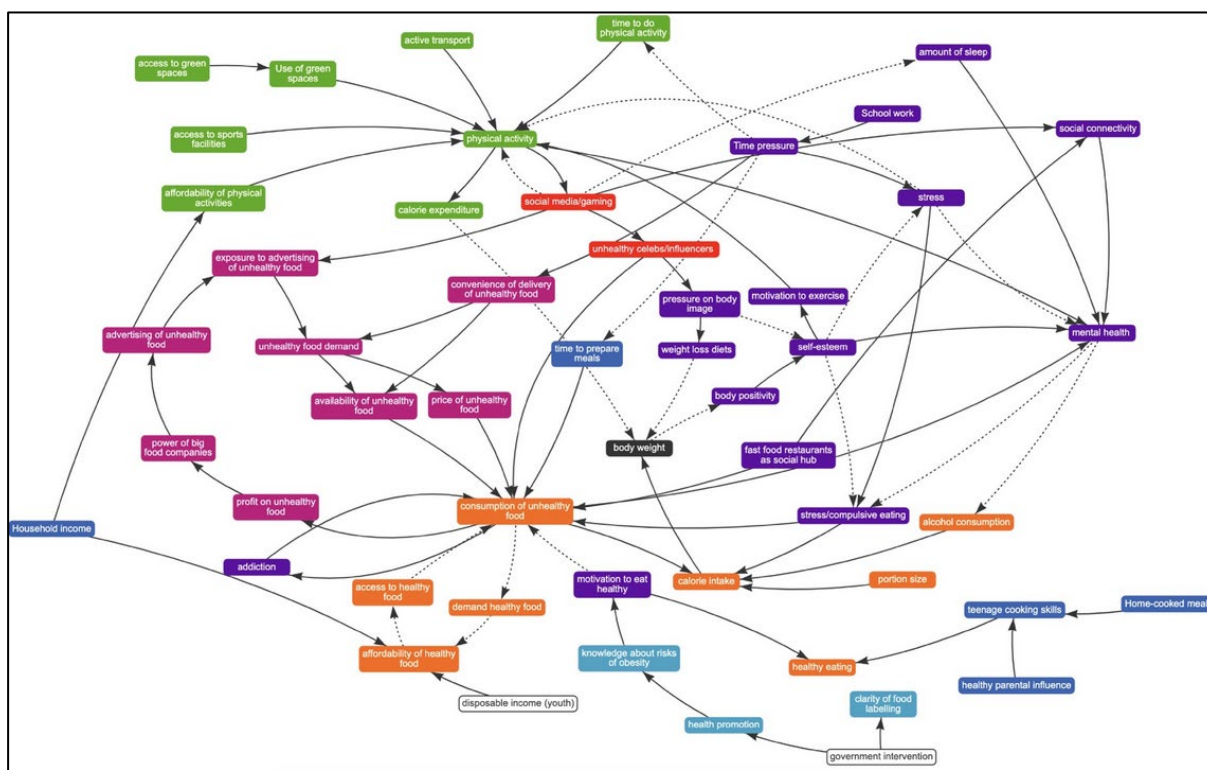 time to do
physical activity
active transport
amount of sleep
access to green
spaces
Use of green
spaces
School work
access to sports
facilities
physical activity
Time pressure
social connectivity
affordability of physical
activities
calorie expenditure
social media/gaming
stress
unhealthy celebs/influencers
exposure to advertising
of unhealthy food
convenience of delivery
of unhealthy food
pressure on body
image
motivation to exercise
advertising of unhealthy
food
unhealthy food demand
time to prepare
meals
weight loss diets
self-esteem
mental health
availability of unhealthy
food
price of unhealthy
food
body positivity
power of big
food companies
body weight
fast food restaurants
as social hub
profit on unhealthy
food
consumption of unhealthy
food
stress/compulsive eating
alcohol consumption
Household income
addiction
access to healthy
food
demand healthy food
motivation to eat
healthy
calorie intake
portion size
teenage cooking skills
Home-cooked meal
affordability of healthy
food
knowledge about risks
of obesity
healthy eating
healthy parental influence
disposable income (youth)
health promotion
clarity of food
labelling
government intervention